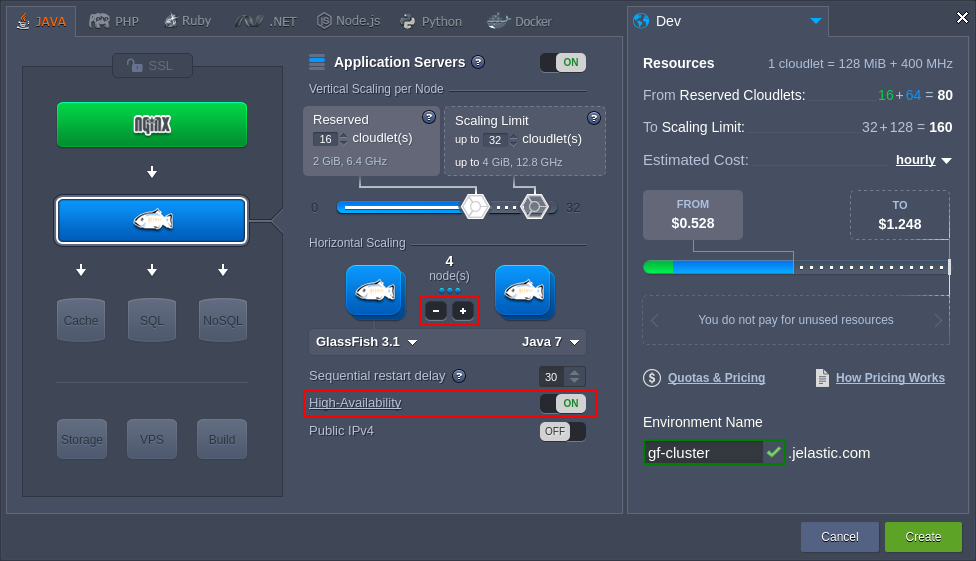 JAVA
PHP
Ruby
.NET
Node.js
Python
Docker
SSL
NGINX
Cache
SQL
NoSQL
Storage
VPS
Build
Application Servers ?
ON
Vertical Scaling per Node
Reserved ?
16 cloudlet(s)
2 GiB, 6.4 GHz
Scaling Limit ?
up to 32 cloudlet(s)
up to 4 GiB, 12.8 GHz
0
32
Horizontal Scaling
4
node(s)
- +
GlassFish 3.1
Java 7
Sequential restart delay ? 30
High-Availability ON
Public IPv4 OFF
Dev
Resources 1 cloudlet = 128 MiB + 400 MHz
From Reserved Cloudlets: 16+64 = 80
To Scaling Limit: 32+128 = 160
Estimated Cost: hourly
FROM
$0.528
TO
$1.248
You do not pay for unused resources
$ Quotas & Pricing
How Pricing Works
Environment Name
gf-cluster .jelastic.com
Cancel
Create